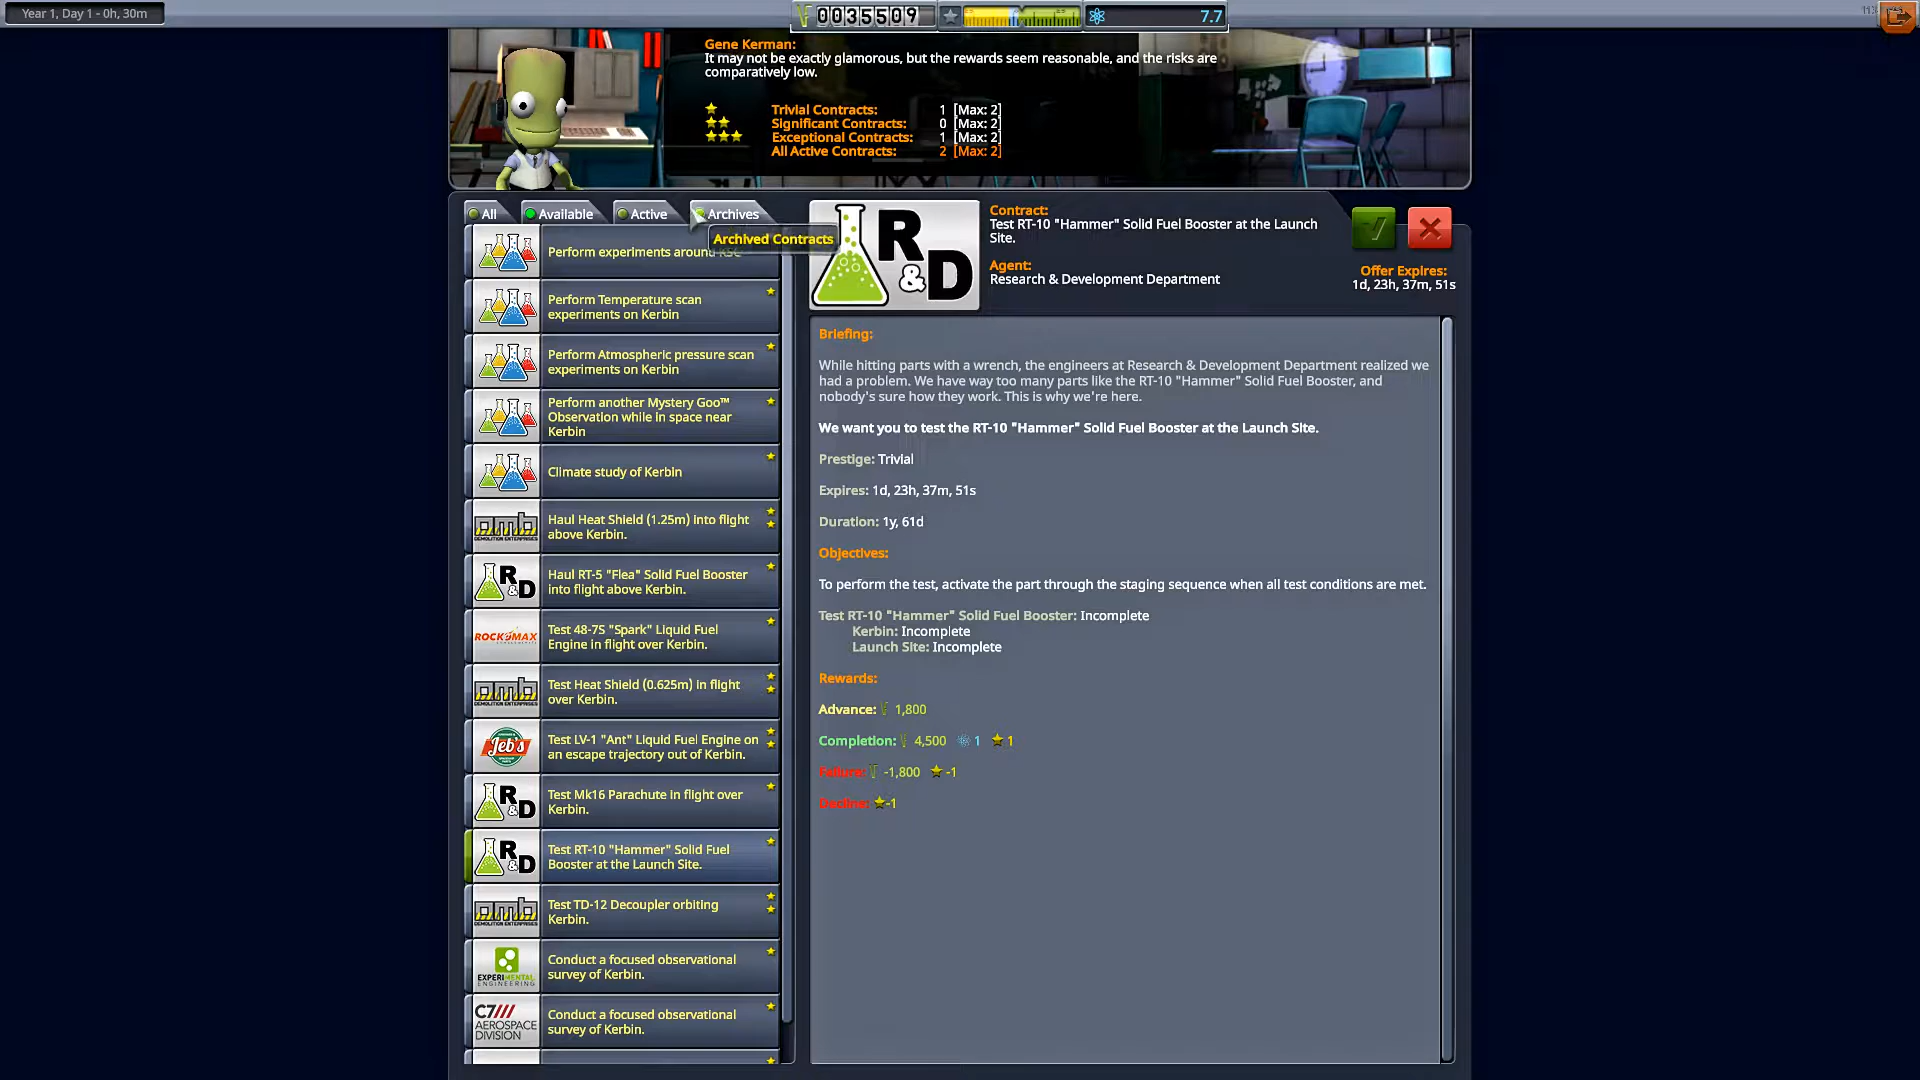 Year 1, Day 1 - 0h, 30m
0035509
7.7
Gene Kerman:
It may not be exactly glamorous, but the rewards seem reasonable, and the risks are
comparatively low.
Trivial Contracts: 1 [Max: 2]
Significant Contracts: 0 [Max: 2]
Exceptional Contracts: 1 [Max: 2]
All Active Contracts: 2 [Max: 2]
All
Available
Active
Archives
Archived Contracts
Perform experiments around KSC
Perform Temperature scan
experiments on Kerbin
Perform Atmospheric pressure scan
experiments on Kerbin
Perform another Mystery Goo™
Observation while in space near
Kerbin
Climate study of Kerbin
Haul Heat Shield (1.25m) into flight
above Kerbin.
R&D
Haul RT-5 "Flea" Solid Fuel Booster
into flight above Kerbin.
ROCKOMAX
Test 48-7S "Spark" Liquid Fuel
Engine in flight over Kerbin.
Test Heat Shield (0.625m) in flight
over Kerbin.
Jeb's
Test LV-1 "Ant" Liquid Fuel Engine on
an escape trajectory out of Kerbin.
R&D
Test Mk16 Parachute in flight over
Kerbin.
R&D
Test RT-10 "Hammer" Solid Fuel
Booster at the Launch Site.
Test TD-12 Decoupler orbiting
Kerbin.
EXPERIMENTAL
ENGINEERING
Conduct a focused observational
survey of Kerbin.
C7///
AEROSPACE
DIVISION
Conduct a focused observational
survey of Kerbin.
R&D
Contract:
Test RT-10 "Hammer" Solid Fuel Booster at the Launch
Site.
Agent:
Research & Development Department
Offer Expires:
1d, 23h, 37m, 51s
Briefing:
While hitting parts with a wrench, the engineers at Research & Development Department realized we
had a problem. We have way too many parts like the RT-10 "Hammer" Solid Fuel Booster, and
nobody's sure how they work. This is why we're here.
We want you to test the RT-10 "Hammer" Solid Fuel Booster at the Launch Site.
Prestige: Trivial
Expires: 1d, 23h, 37m, 51s
Duration: 1y, 61d
Objectives:
To perform the test, activate the part through the staging sequence when all test conditions are met.
Test RT-10 "Hammer" Solid Fuel Booster: Incomplete
Kerbin: Incomplete
Launch Site: Incomplete
Rewards:
Advance: 1,800
Completion: 4,500 1 1
Failure: -1,800 -1
Decline: -1